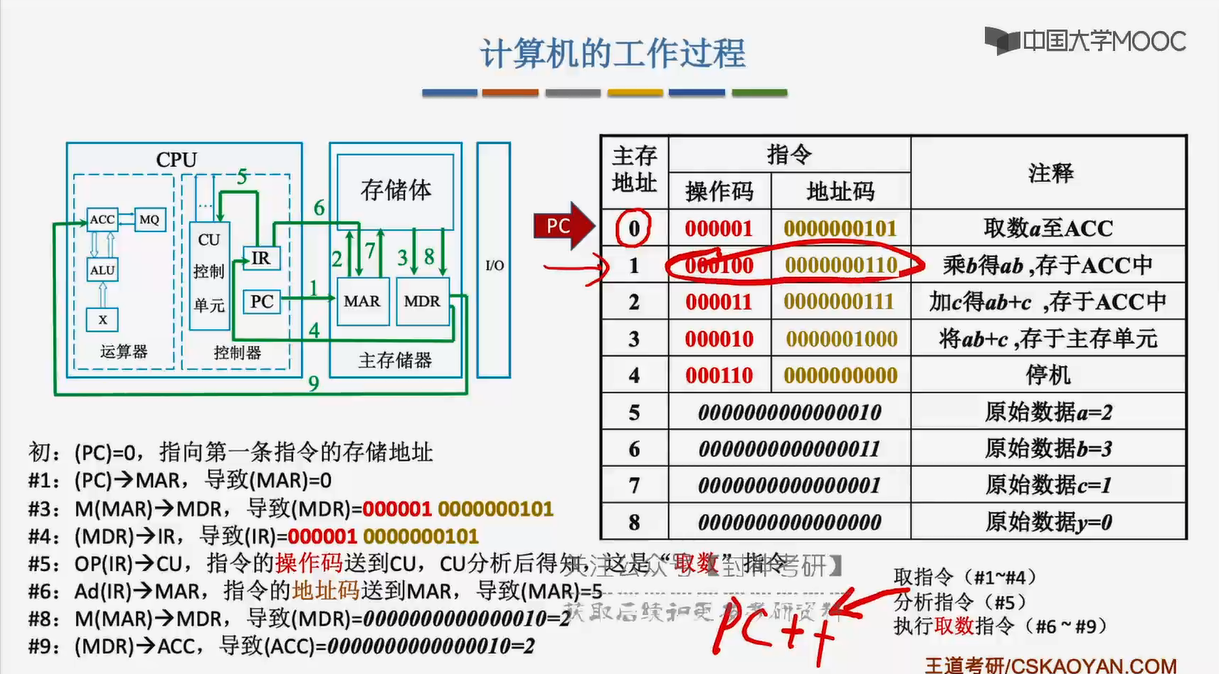 中国大学MOOC
计算机的工作过程
CPU
ACC
MQ
ALU
X
运算器
5
...
CU
控制
单元
IR
PC
控制器
6
1
4
9
存储体
2
7
3
8
MAR
MDR
主存储器
I/O
PC
主存地址 指令 注释
操作码 地址码
0 000001 0000000101 取数a至ACC
1 000100 0000000110 乘b得ab ,存于ACC中
2 000011 0000000111 加c得ab+c ,存于ACC中
3 000010 0000001000 将ab+c ,存于主存单元
4 000110 0000000000 停机
5 0000000000000010 原始数据a=2
6 0000000000000011 原始数据b=3
7 0000000000000001 原始数据c=1
8 0000000000000000 原始数据y=0
初：(PC)=0，指向第一条指令的存储地址
#1：(PC)→MAR，导致(MAR)=0
#3：M(MAR)→MDR，导致(MDR)=000001 0000000101
#4：(MDR)→IR，导致(IR)=000001 0000000101
#5：OP(IR)→CU，指令的操作码送到CU，CU分析后得知，这是“取数”指令
#6：Ad(IR)→MAR，指令的地址码送到MAR，导致(MAR)=5
#8：M(MAR)→MDR，导致(MDR)=0000000000000010=2
#9：(MDR)→ACC，导致(ACC)=0000000000000010=2
关注公众号【封神考研】
获取后续和更多考研资料
PC++
取指令（#1~#4）
分析指令（#5）
执行取数指令（#6～#9）
王道考研/CSKAOYAN.COM